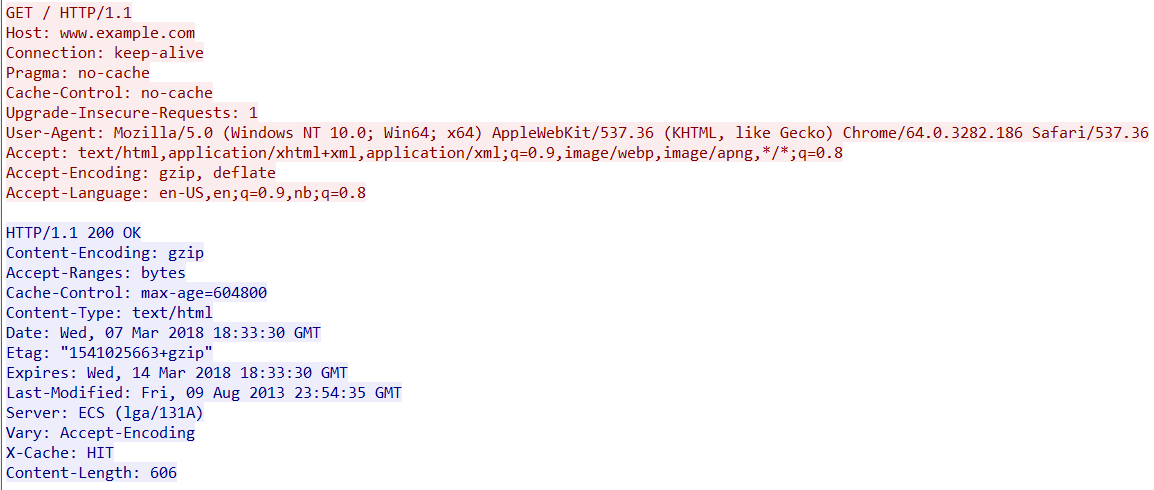 GET / HTTP/1.1
Host: www.example.com
Connection: keep-alive
Pragma: no-cache
Cache-Control: no-cache
Upgrade-Insecure-Requests: 1
User-Agent: Mozilla/5.0 (Windows NT 10.0; Win64; x64) AppleWebKit/537.36 (KHTML, like Gecko) Chrome/64.0.3282.186 Safari/537.36
Accept: text/html,application/xhtml+xml,application/xml;q=0.9,image/webp,image/apng,*/*;q=0.8
Accept-Encoding: gzip, deflate
Accept-Language: en-US,en;q=0.9,nb;q=0.8

HTTP/1.1 200 OK
Content-Encoding: gzip
Accept-Ranges: bytes
Cache-Control: max-age=604800
Content-Type: text/html
Date: Wed, 07 Mar 2018 18:33:30 GMT
Etag: "1541025663+gzip"
Expires: Wed, 14 Mar 2018 18:33:30 GMT
Last-Modified: Fri, 09 Aug 2013 23:54:35 GMT
Server: ECS (lga/131A)
Vary: Accept-Encoding
X-Cache: HIT
Content-Length: 606